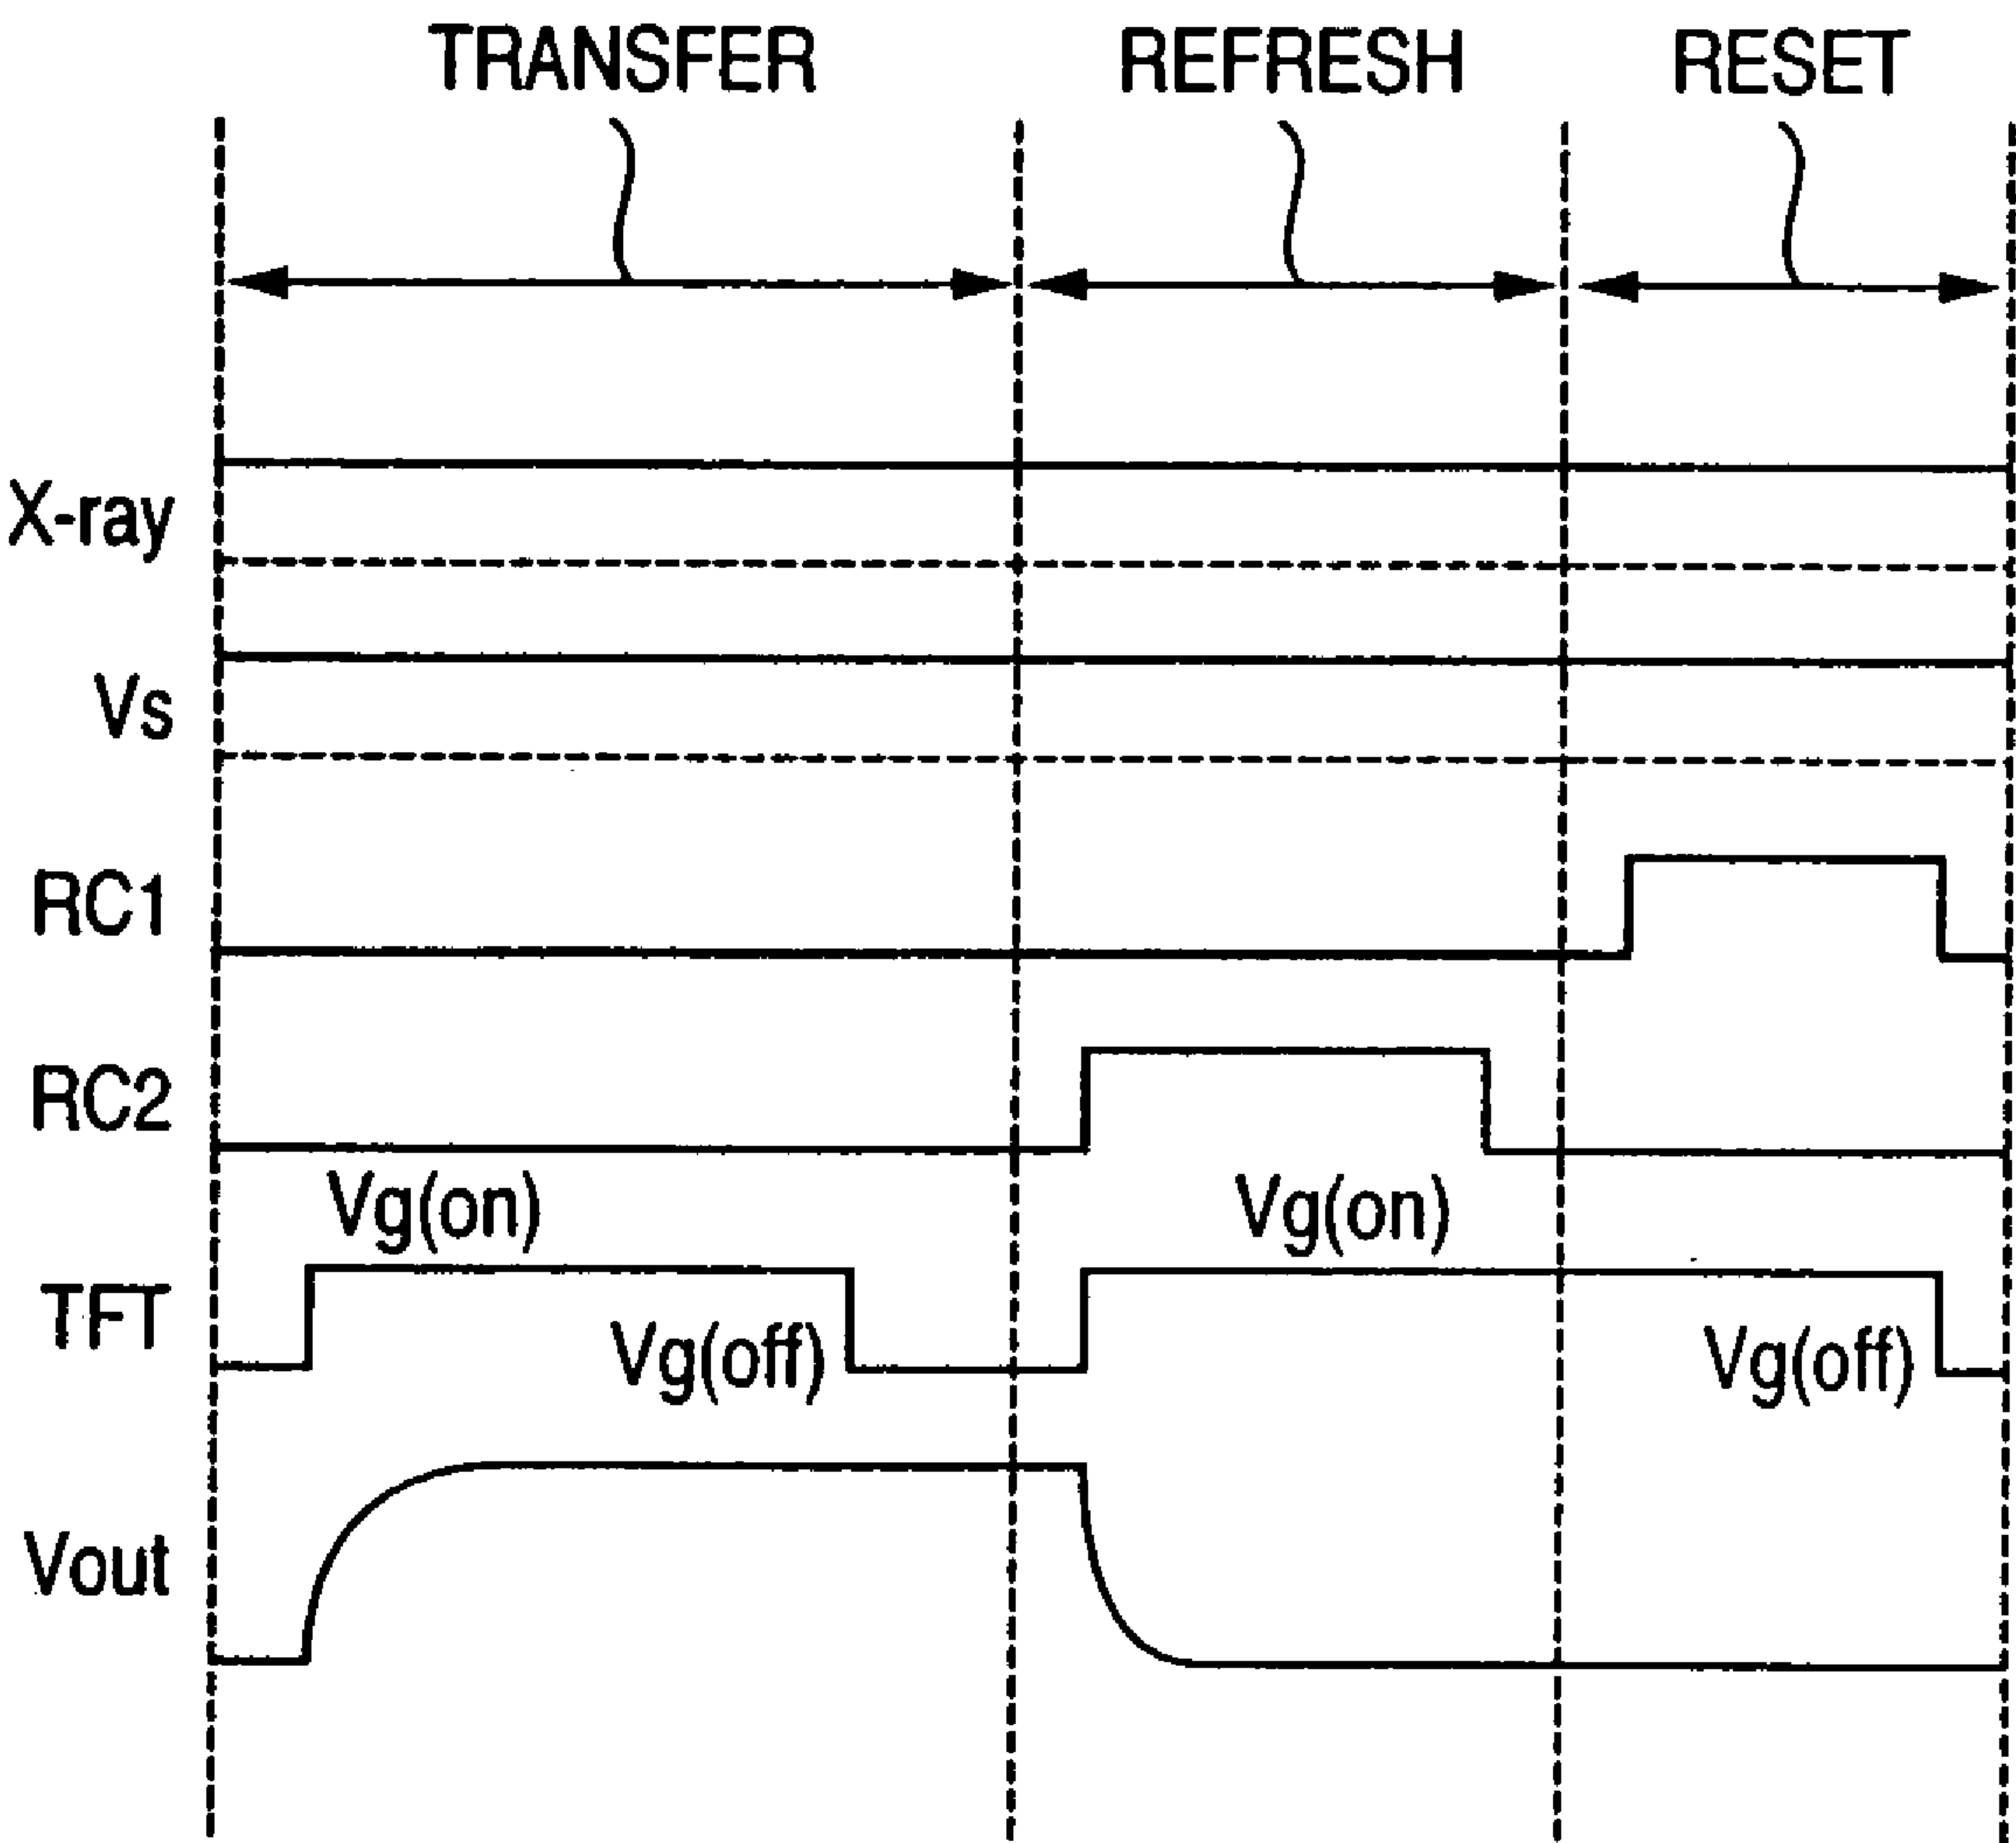 TRANSFER REFRESH RESET
X-ray
Vs
RC1
RC2
Vg(on) Vg(on)
TFT
Vg(off) Vg(off)
Vout